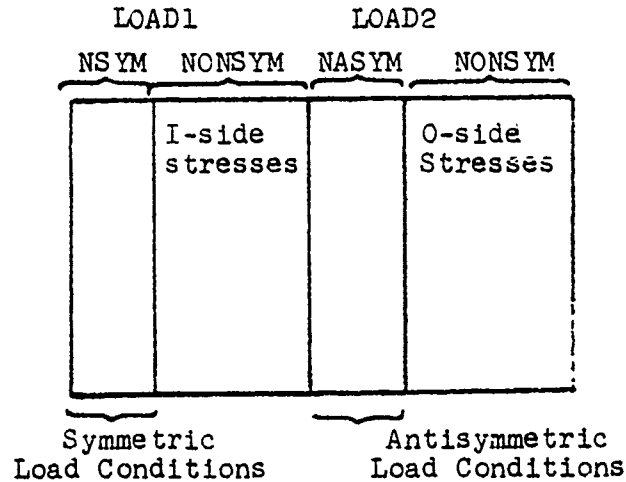 LOAD1 LOAD2
NSYM NONSYM NASYM NONSYM
I-side O-side
stresses Stresses
Symmetric Antisymmetric
Load Conditions Load Conditions